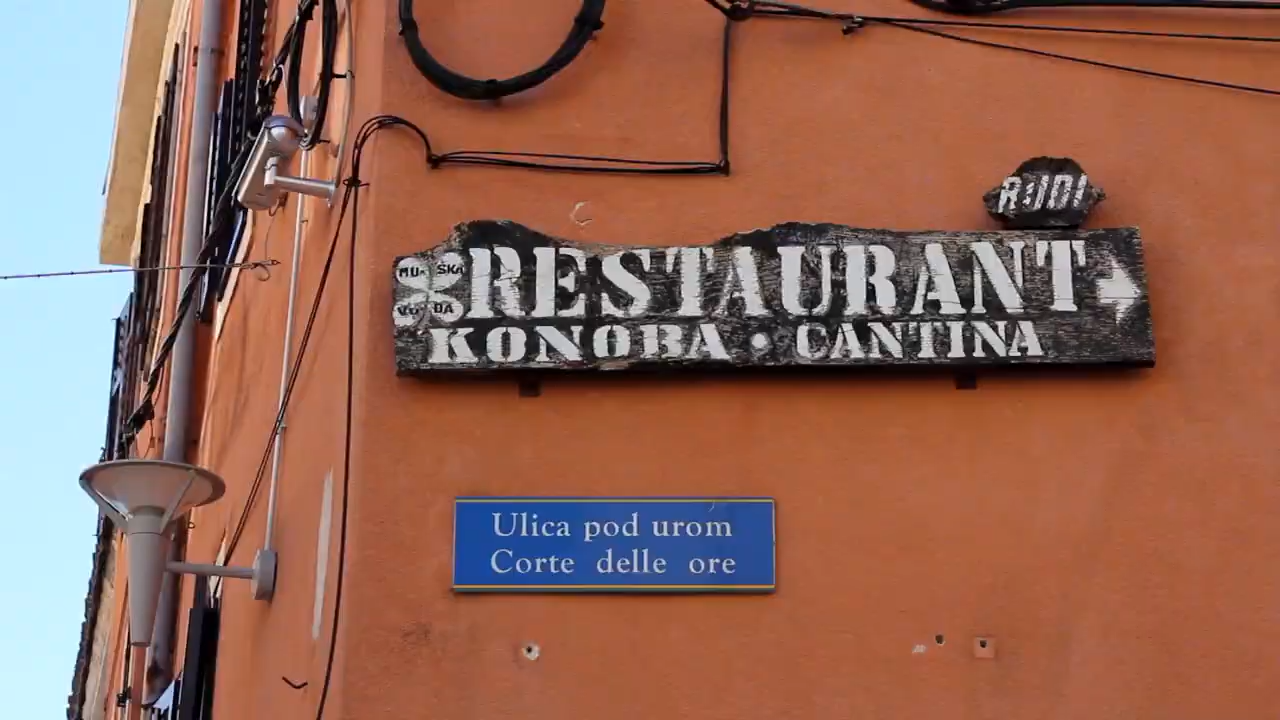 RUDI
MU ŠKA
VO DA
RESTAURANT
KONOBA • CANTINA
Ulica pod urom
Corte delle ore